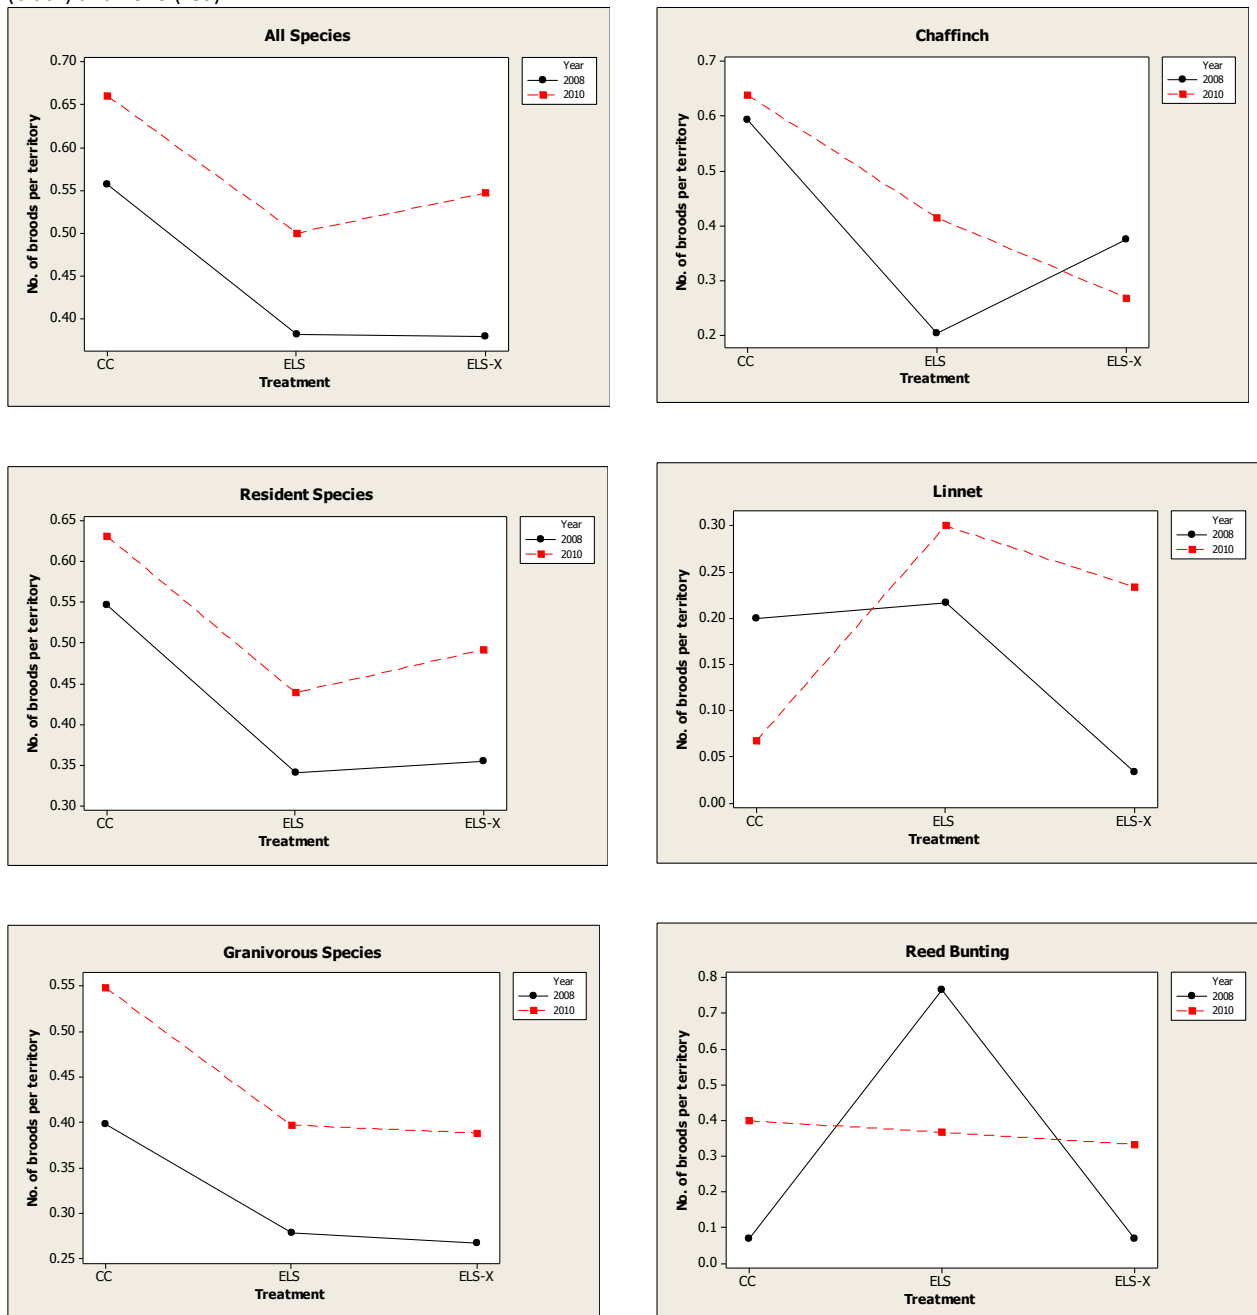 All Species
No. of broods per territory
0.70
0.65
0.60
0.55
0.50
0.45
0.40
CC ELS ELS-X
Treatment
Year
2008
2010
Chaffinch
No. of broods per territory
0.7
0.6
0.5
0.4
0.3
0.2
CC ELS ELS-X
Treatment
Year
2008
2010
Resident Species
No. of broods per territory
0.65
0.60
0.55
0.50
0.45
0.40
0.35
0.30
CC ELS ELS-X
Treatment
Year
2008
2010
Linnet
No. of broods per territory
0.30
0.25
0.20
0.15
0.10
0.05
0.00
CC ELS ELS-X
Treatment
Year
2008
2010
Granivorous Species
No. of broods per territory
0.55
0.50
0.45
0.40
0.35
0.30
0.25
CC ELS ELS-X
Treatment
Year
2008
2010
Reed Bunting
No. of broods per territory
0.8
0.7
0.6
0.5
0.4
0.3
0.2
0.1
0.0
CC ELS ELS-X
Treatment
Year
2008
2010